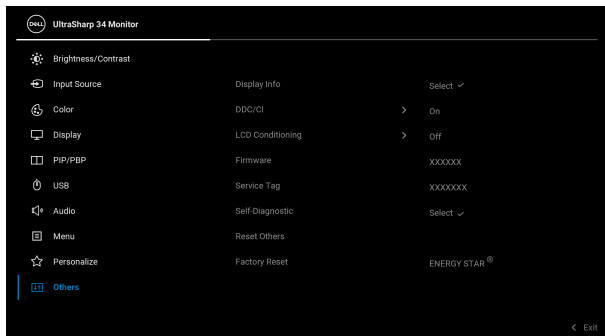 DELL UltraSharp 34 Monitor
Brightness/Contrast
Input Source Display Info Select ✓
Color DDC/CI > On
Display LCD Conditioning > Off
PIP/PBP Firmware XXXXXX
USB Service Tag XXXXXXX
Audio Self-Diagnostic Select ✓
Menu Reset Others
Personalize Factory Reset ENERGY STAR ®
Others
< Exit